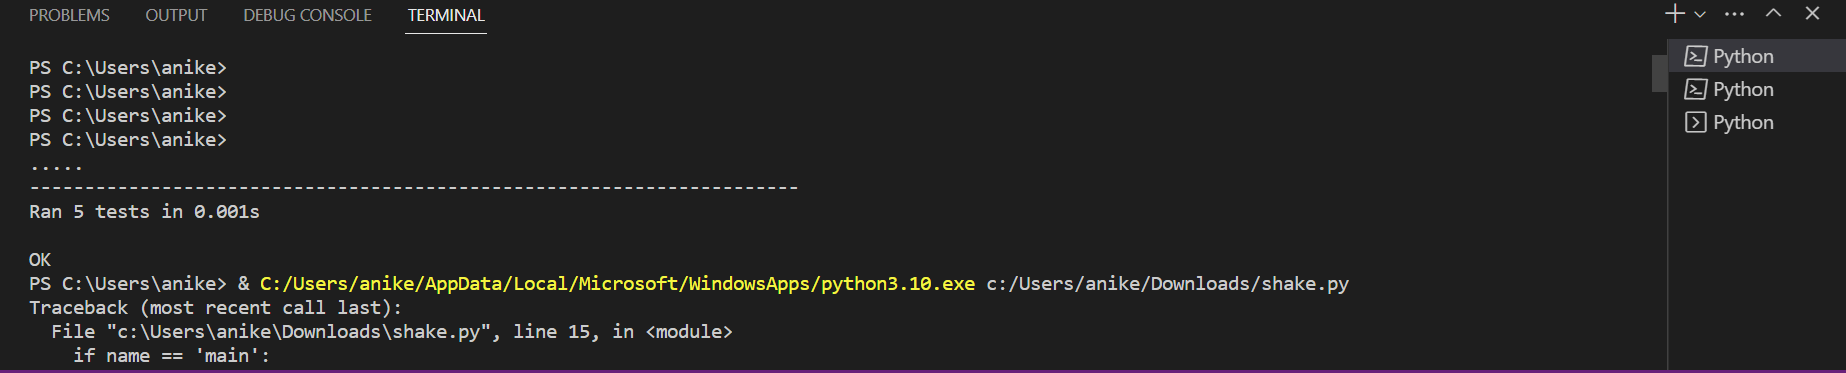 PROBLEMS OUTPUT DEBUG CONSOLE TERMINAL
PS C:\Users\anike>
PS C:\Users\anike>
PS C:\Users\anike>
PS C:\Users\anike>
.....
----------------------------------------------------------------------
Ran 5 tests in 0.001s
OK
PS C:\Users\anike> & C:/Users/anike/AppData/Local/Microsoft/WindowsApps/python3.10.exe c:/Users/anike/Downloads/shake.py
Traceback (most recent call last):
  File "c:\Users\anike\Downloads\shake.py", line 15, in <module>
    if name == 'main':
Python
Python
Python